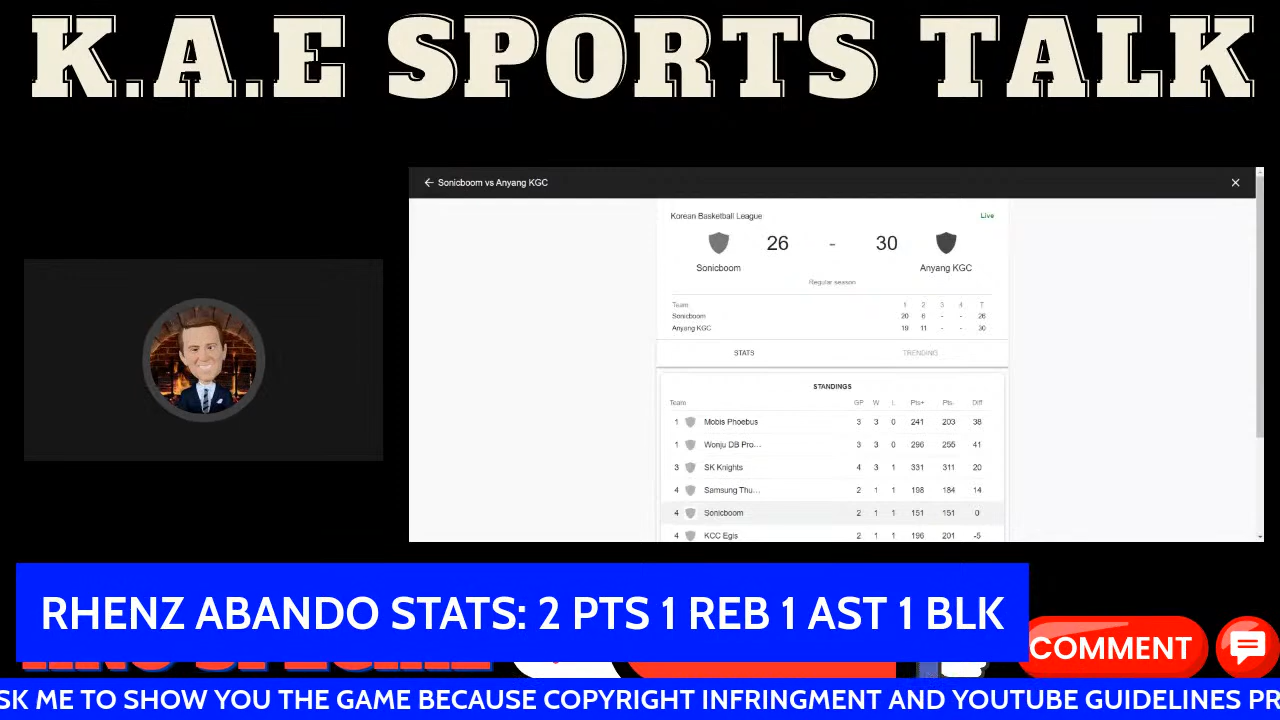 K.A.E SPORTS TALK
Sonicboom vs Anyang KGC
Korean Basketball League Live
26 - 30
Sonicboom Anyang KGC
Regular season
Team 1 2 3 4 T
Sonicboom 20 6 - - 26
Anyang KGC 19 11 - - 30
STATS TRENDING
STANDINGS
Team GP W L Pts+ Pts- Diff
1 Mobis Phoebus 3 3 0 241 203 38
1 Wonju DB Pro... 3 3 0 296 255 41
3 SK Knights 4 3 1 331 311 20
4 Samsung Thu... 2 1 1 198 184 14
4 Sonicboom 2 1 1 151 151 0
4 KCC Egis 2 1 1 196 201 -5
RHENZ ABANDO STATS: 2 PTS 1 REB 1 AST 1 BLK
COMMENT
SK ME TO SHOW YOU THE GAME BECAUSE COPYRIGHT INFRINGMENT AND YOUTUBE GUIDELINES PR